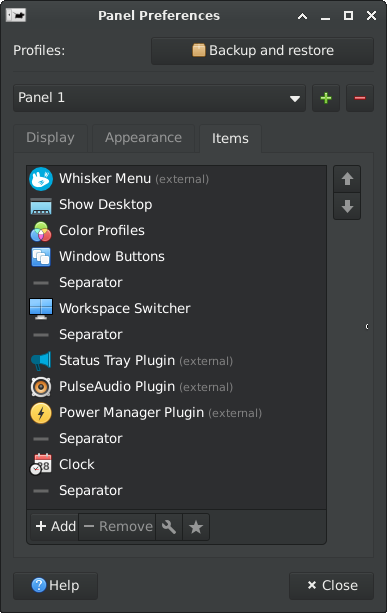 Panel Preferences
Profiles:
Backup and restore
Panel 1
Display
Appearance
Items
Whisker Menu (external)
Show Desktop
Color Profiles
Window Buttons
Separator
Workspace Switcher
Separator
Status Tray Plugin (external)
PulseAudio Plugin (external)
Power Manager Plugin (external)
Separator
Clock
Separator
Add
Remove
Help
Close